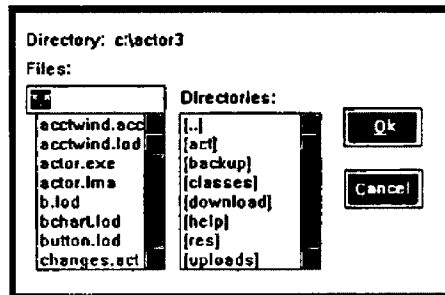 Directory: c:\actor3
Files:
*.*
Directories:
acctwind.acc
acctwind.lod
actor.exe
actor.ima
b.lod
bchart.lod
button.lod
changes.act
[..]
[act]
[backup]
[classes]
[download]
[help]
[res]
[uploads]
Ok
Cancel